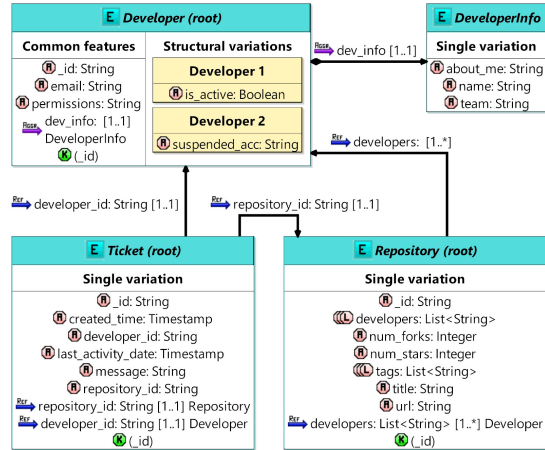 E Developer (root)
Common features
A _id: String
A email: String
A permissions: String
Aggr dev_info: [1..1]
DeveloperInfo
K (_id)
Structural variations
Developer 1
A is_active: Boolean
Developer 2
A suspended_acc: String
Aggr dev_info [1..1]
E DeveloperInfo
Single variation
A about_me: String
A name: String
A team: String
Ref developers: [1..*]
Ref developer_id: String [1..1]
Ref repository_id: String [1..1]
E Ticket (root)
Single variation
A _id: String
A created_time: Timestamp
A developer_id: String
A last_activity_date: Timestamp
A message: String
A repository_id: String
Ref repository_id: String [1..1] Repository
Ref developer_id: String [1..1] Developer
K (_id)
E Repository (root)
Single variation
A _id: String
L developers: List<String>
A num_forks: Integer
A num_stars: Integer
L tags: List<String>
A title: String
A url: String
Ref developers: List<String> [1..*] Developer
K (_id)